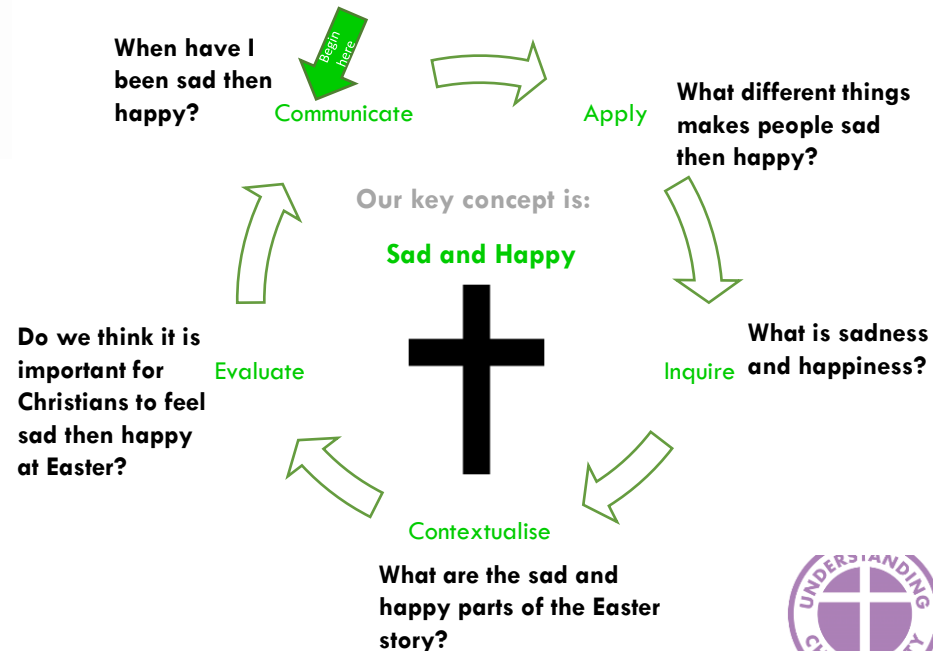 Begin
here
When have I
been sad then
happy?
Communicate
Apply
What different things
makes people sad
then happy?
Our key concept is:
Sad and Happy
What is sadness
and happiness?
Inquire
Do we think it is
important for
Christians to feel
sad then happy
at Easter?
Evaluate
Contextualise
What are the sad and
happy parts of the Easter
story?
UNDERSTANDING